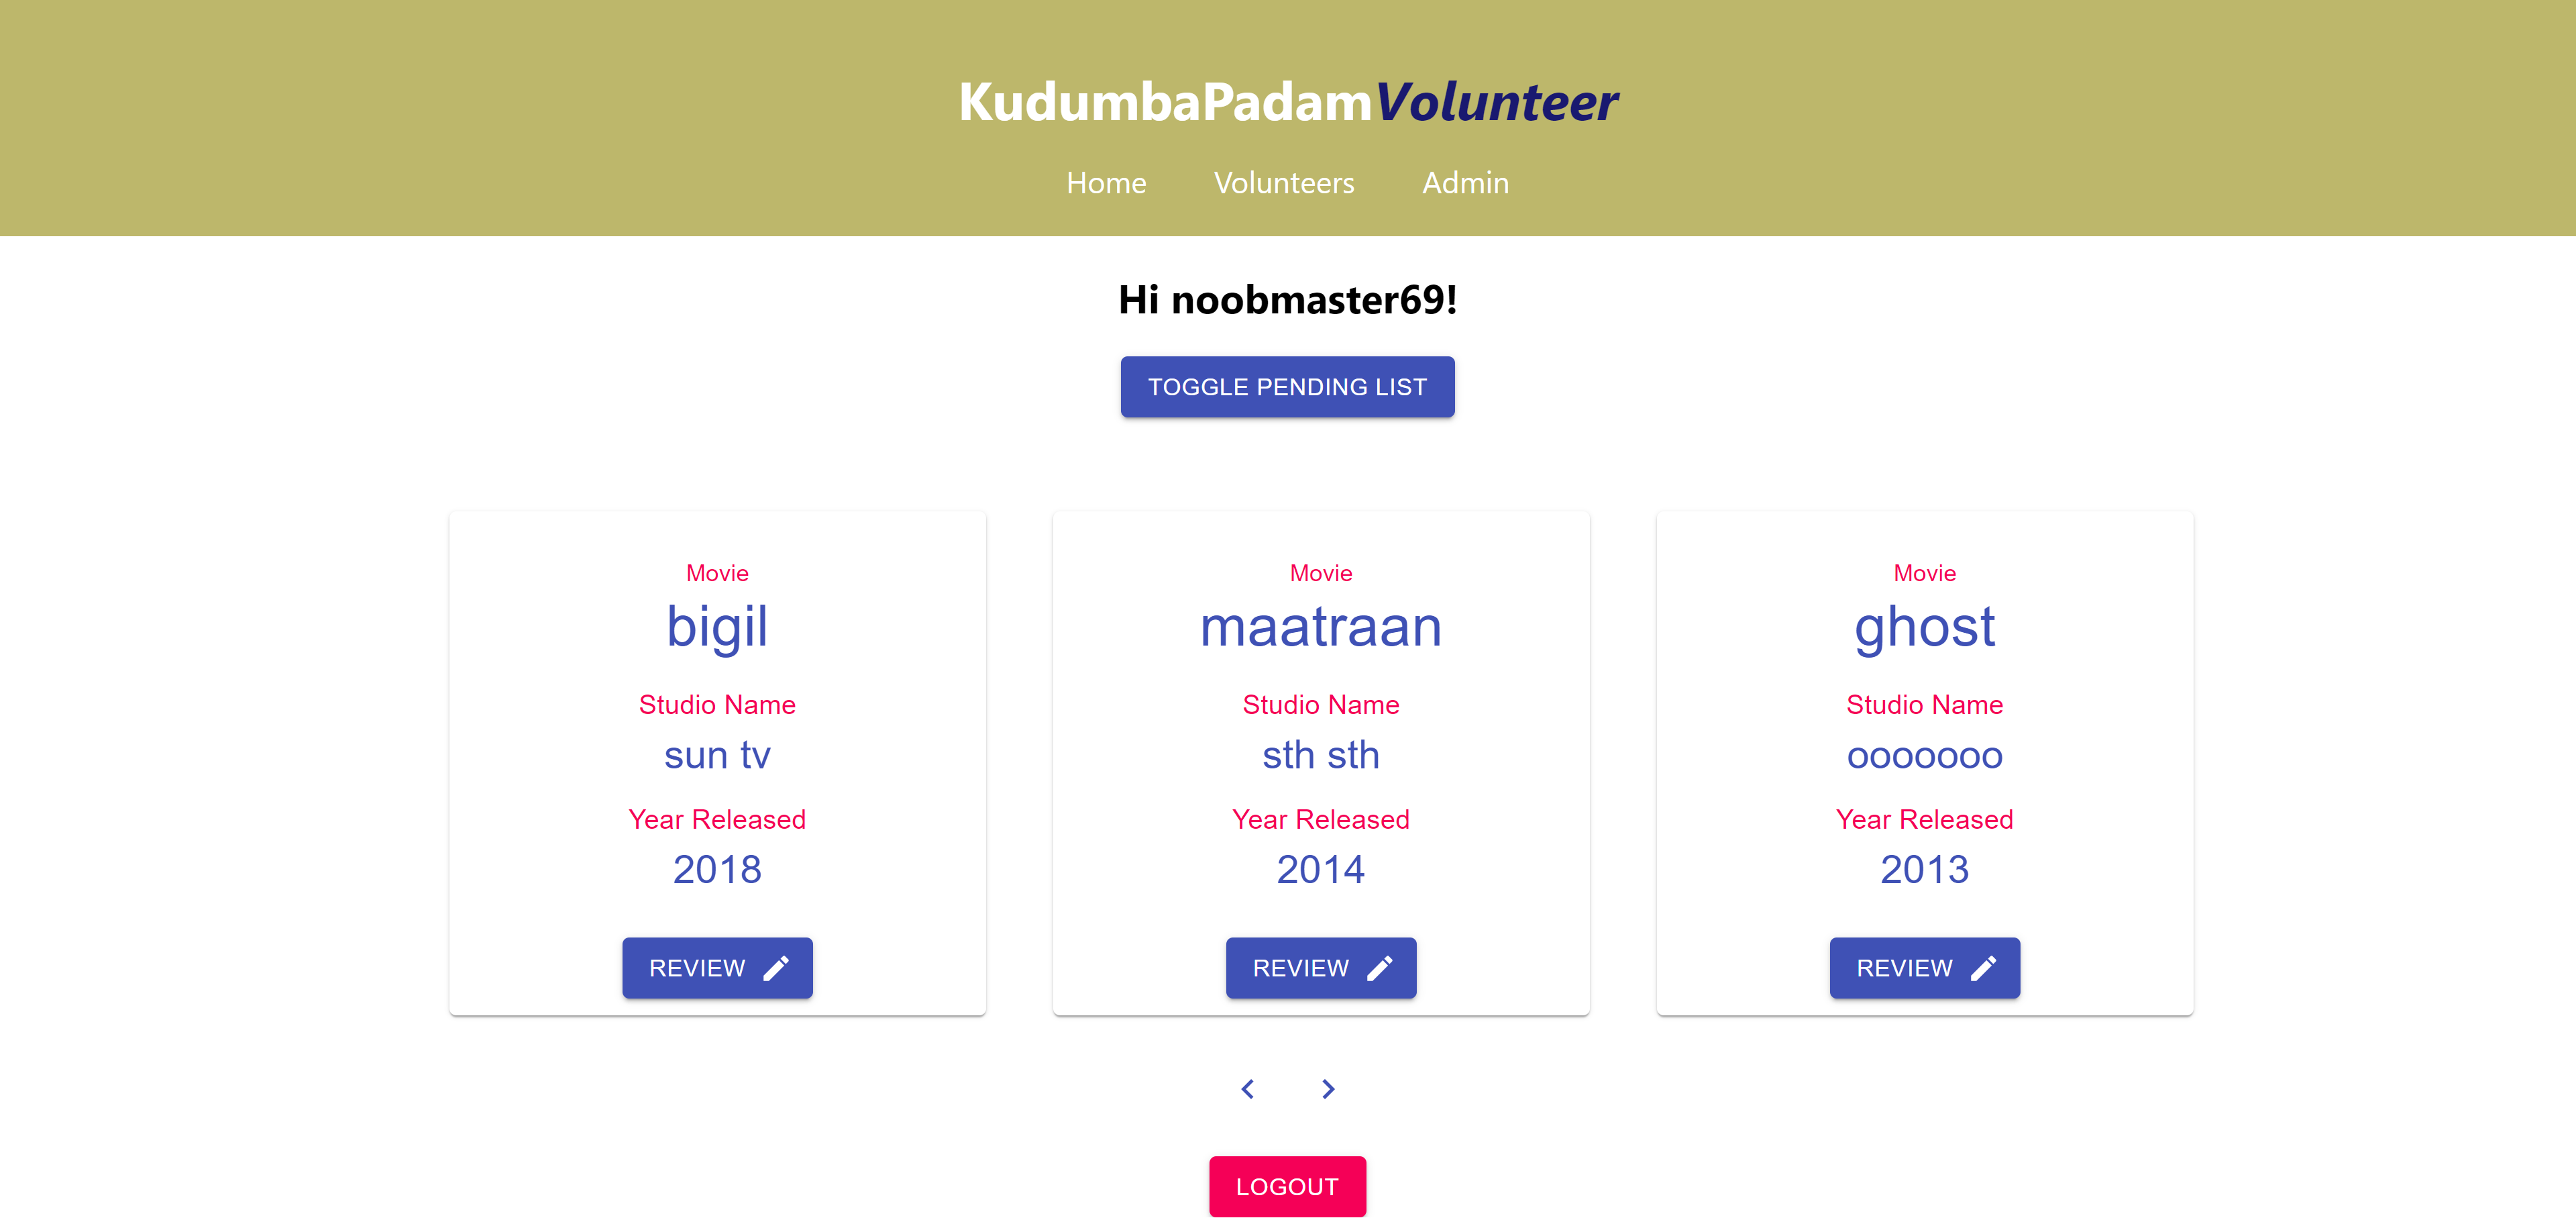 KudumbaPadamVolunteer
Home Volunteers Admin
Hi noobmaster69!
TOGGLE PENDING LIST
Movie
bigil
Studio Name
sun tv
Year Released
2018
REVIEW
Movie
maatraan
Studio Name
sth sth
Year Released
2014
REVIEW
Movie
ghost
Studio Name
ooooooo
Year Released
2013
REVIEW
LOGOUT